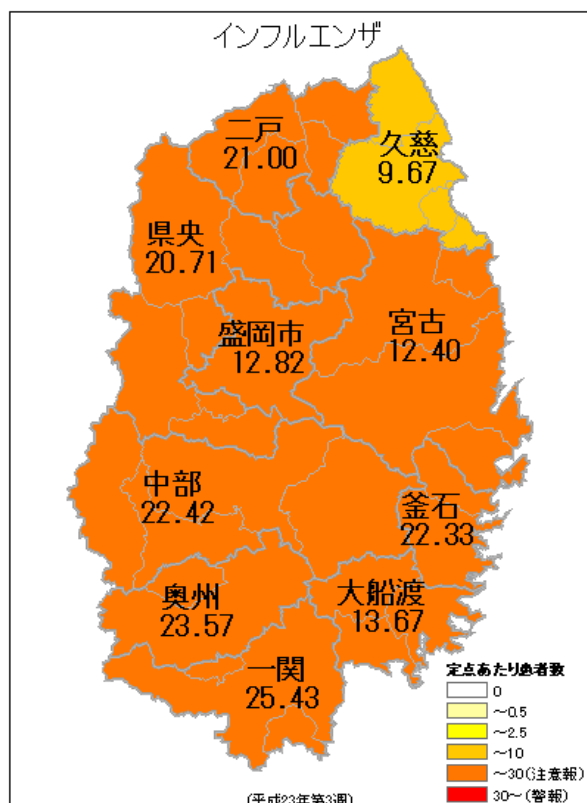 インフルエンザ
二戸
21.00
久慈
9.67
県央
20.71
盛岡市
12.82
宮古
12.40
中部
22.42
釜石
22.33
奥州
23.57
大船渡
13.67
一関
25.43
定点あたり患者数
0
～0.5
～2.5
～10
～30(注意報)
30～(警報)
(平成23年第3週)